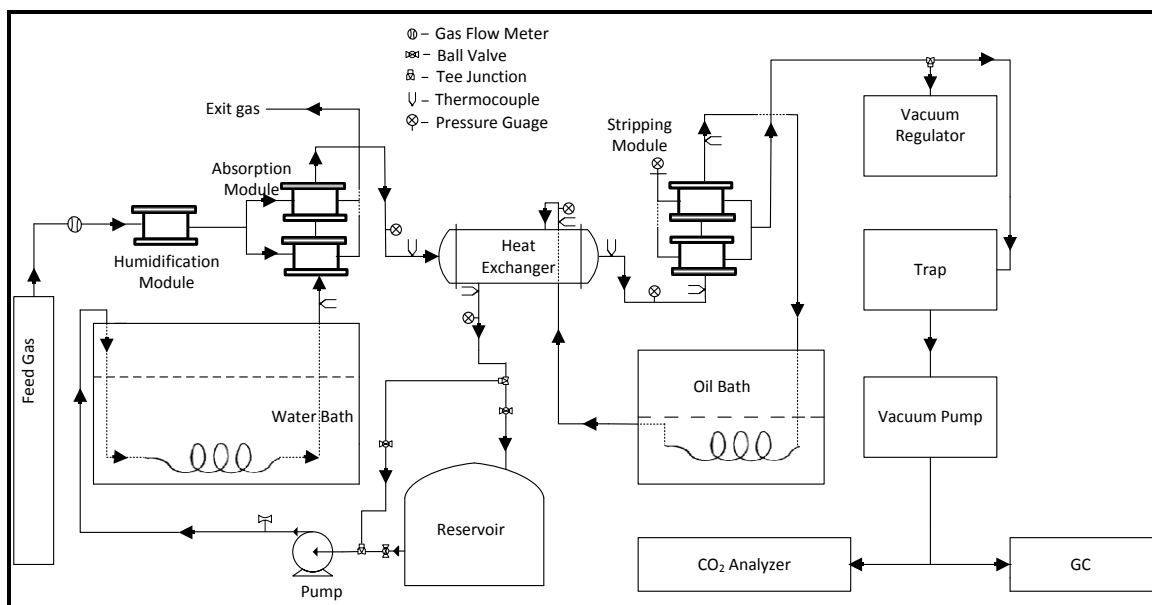 – Gas Flow Meter
– Ball Valve
– Tee Junction
– Thermocouple
– Pressure Guage
Exit gas
Stripping
Module
Vacuum
Regulator
Absorption
Module
Humidification
Module
Heat
Exchanger
Trap
Feed Gas
Water Bath
Oil Bath
Vacuum Pump
Reservoir
Pump
CO₂ Analyzer
GC